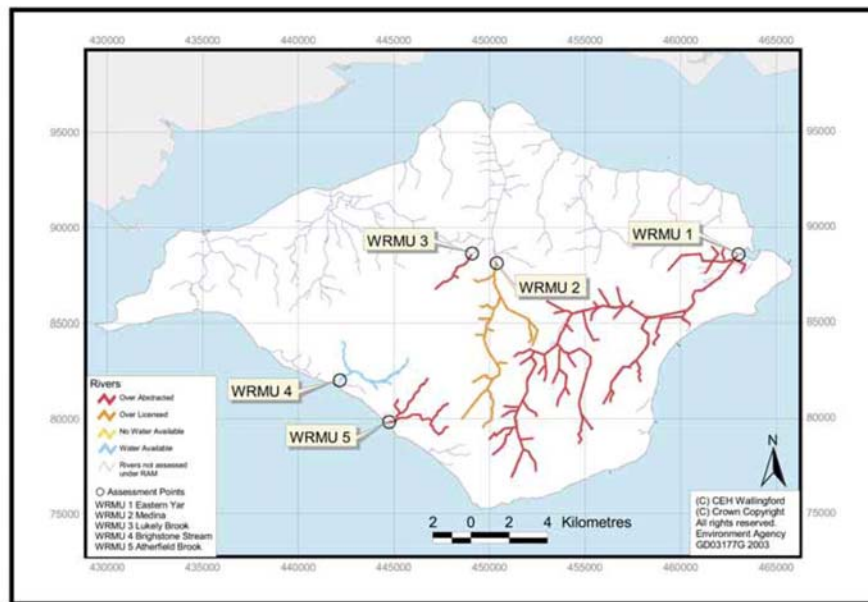 430000 435000 440000 445000 450000 455000 460000 465000
95000 95000
90000 90000
WRMU 1
WRMU 3
WRMU 2
85000 85000
Rivers
Over Abstracted
Over Licensed
No Water Available
Water Available
Rivers not assessed
under RAM
Assessment Points
WRMU 1 Eastern Yar
WRMU 2 Medina
WRMU 3 Lukely Brook
WRMU 4 Brighstone Stream
WRMU 5 Atherfield Brook
WRMU 4
80000
WRMU 5
N
75000 75000
2 0 2 4 Kilometres
(C) CEH Wallingford
(C) Crown Copyright
All rights reserved.
Environment Agency
GD03177G 2003
80000
430000 435000 440000 445000 450000 455000 460000 465000